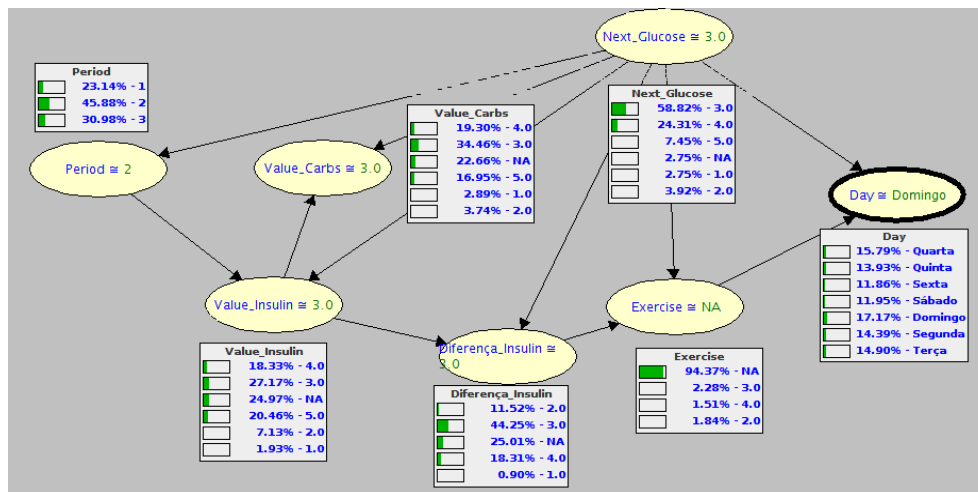 Next_Glucose ≅ 3.0
Period
23.14% - 1
45.88% - 2
30.98% - 3
Value_Carbs
19.30% - 4.0
34.46% - 3.0
22.66% - NA
16.95% - 5.0
2.89% - 1.0
3.74% - 2.0
Next_Glucose
58.82% - 3.0
24.31% - 4.0
7.45% - 5.0
2.75% - NA
2.75% - 1.0
3.92% - 2.0
Period ≅ 2
Value_Carbs ≅ 3.0
Day ≅ Domingo
Day
15.79% - Quarta
13.93% - Quinta
11.86% - Sexta
11.95% - Sábado
17.17% - Domingo
14.39% - Segunda
14.90% - Terça
Value_Insulin ≅ 3.0
Exercise ≅ NA
Diferença_Insulin ≅
3.0
Value_Insulin
18.33% - 4.0
27.17% - 3.0
24.97% - NA
20.46% - 5.0
7.13% - 2.0
1.93% - 1.0
Exercise
94.37% - NA
2.28% - 3.0
1.51% - 4.0
1.84% - 2.0
Diferença_Insulin
11.52% - 2.0
44.25% - 3.0
25.01% - NA
18.31% - 4.0
0.90% - 1.0